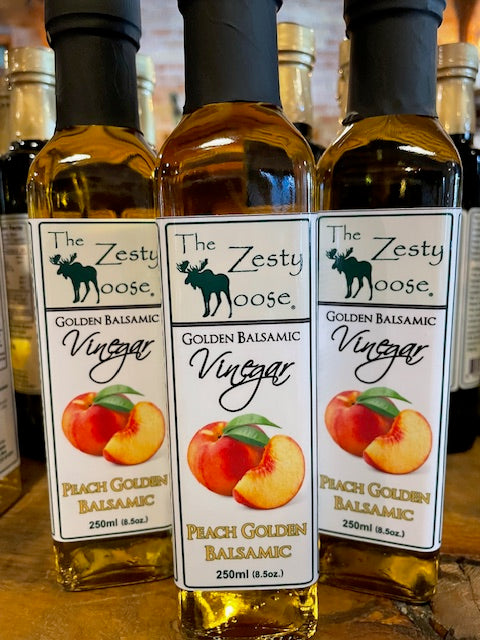 The Zesty
oose®
GOLDEN BALSAMIC
Vinegar
PEACH GOLDEN
BALSAMIC
250ml (8.5oz.)
The Zesty
oose®
GOLDEN BALSAMIC
Vinegar
PEACH GOLDEN
BALSAMIC
250ml (8.5oz.)
The Zesty
oose®
GOLDEN BALSAMIC
Vinegar
PEACH GOLDEN
BALSAMIC
250ml (8.5oz.)